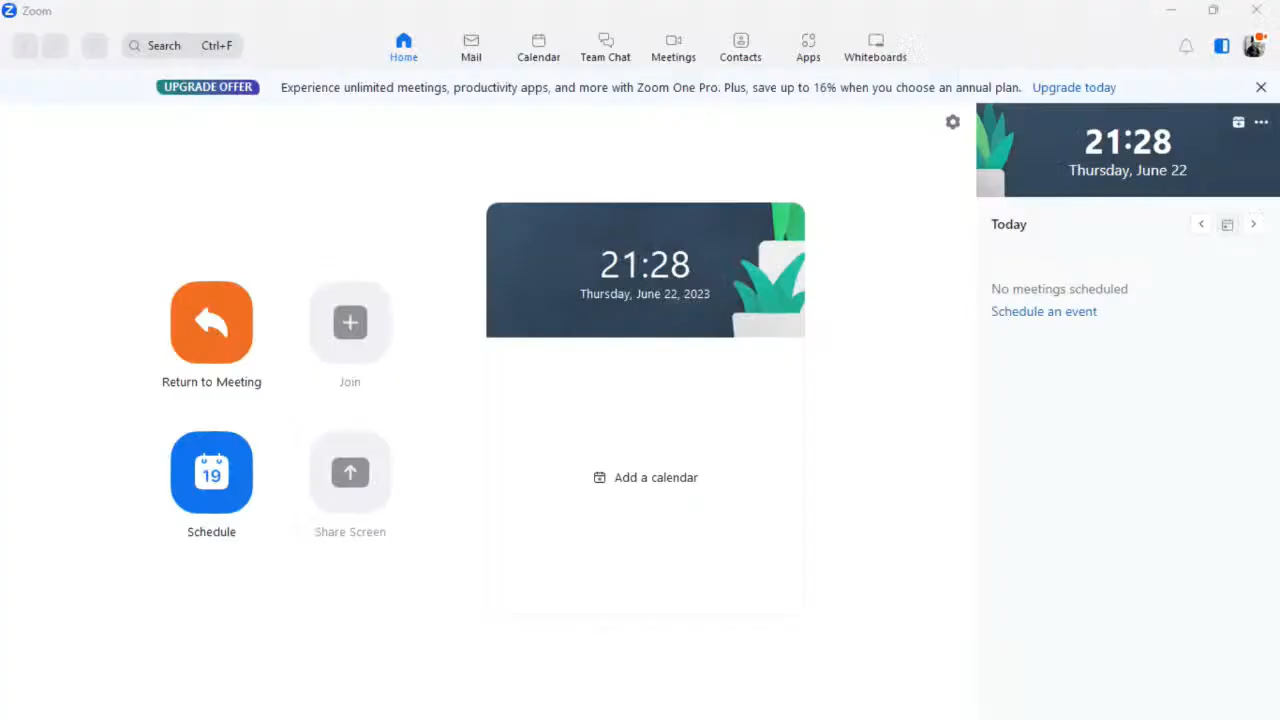 Zoom
Search Ctrl+F
Home
Mail
Calendar
Team Chat
Meetings
Contacts
Apps
Whiteboards
UPGRADE OFFER Experience unlimited meetings, productivity apps, and more with Zoom One Pro. Plus, save up to 16% when you choose an annual plan. Upgrade today
21:28
Thursday, June 22
Today
No meetings scheduled
Schedule an event
21:28
Thursday, June 22, 2023
Add a calendar
Return to Meeting
Join
19
Schedule
Share Screen